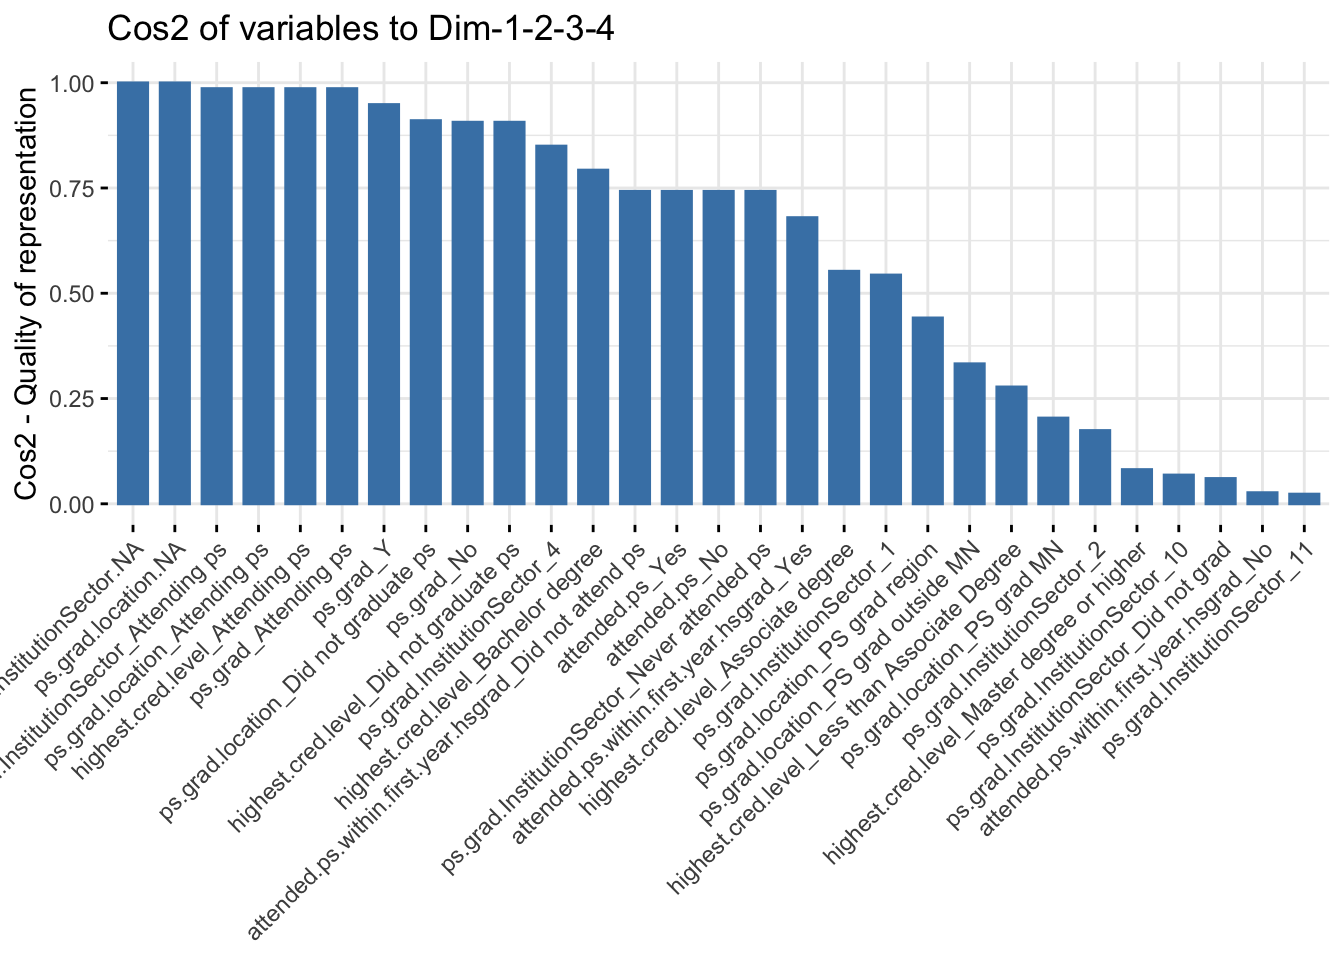 Cos2 of variables to Dim-1-2-3-4
Cos2 - Quality of representation
1.00
0.75
0.50
0.25
0.00
nstitutionSector.NA
ps.grad.location.NA
.InstitutionSector_Attending ps
ps.grad.location_Attending ps
highest.cred.level_Attending ps
ps.grad_Attending ps
ps.grad_Y
ps.grad.location_Did not graduate ps
ps.grad_No
highest.cred.level_Did not graduate ps
ps.grad.InstitutionSector_4
highest.cred.level_Bachelor degree
attended.ps.within.first.year.hsgrad_Did not attend ps
attended.ps_Yes
attended.ps_No
ps.grad.InstitutionSector_Never attended ps
attended.ps.within.first.year.hsgrad_Yes
highest.cred.level_Associate degree
ps.grad.InstitutionSector_1
ps.grad.location_PS grad region
ps.grad.location_PS grad outside MN
highest.cred.level_Less than Associate Degree
ps.grad.location_PS grad MN
ps.grad.InstitutionSector_2
highest.cred.level_Master degree or higher
ps.grad.InstitutionSector_10
ps.grad.InstitutionSector_Did not grad
attended.ps.within.first.year.hsgrad_No
ps.grad.InstitutionSector_11